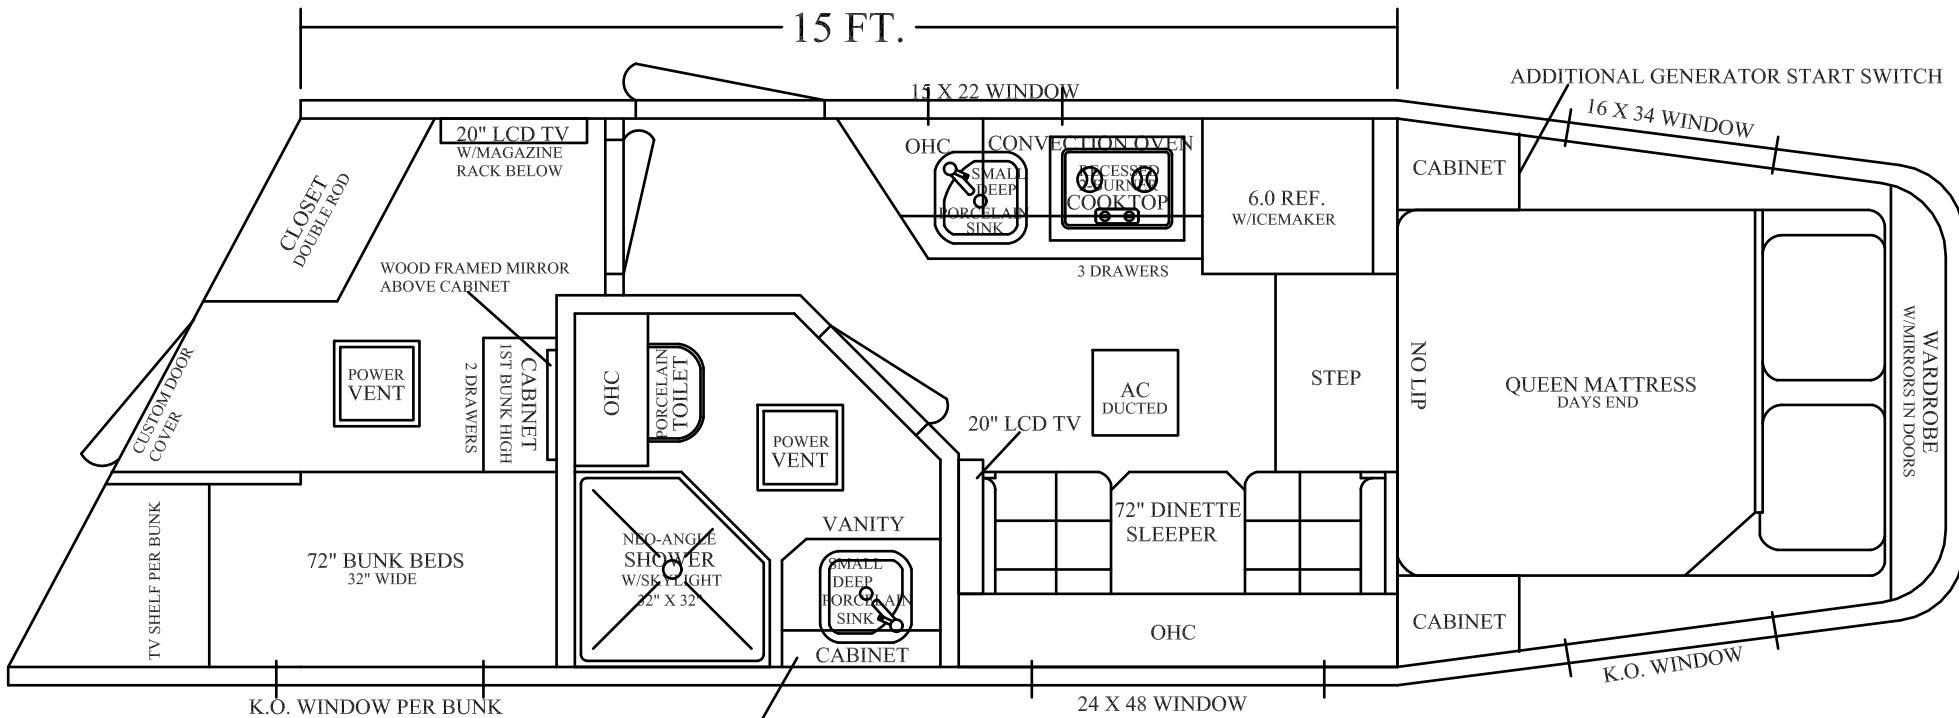 15 FT.
ADDITIONAL GENERATOR START SWITCH
15 X 22 WINDOW
16 X 34 WINDOW
20" LCD TV
W/MAGAZINE
RACK BELOW
CLOSET
DOUBLE ROD
OHC
CONVECTION OVEN
SMALL
DEEP
PORCELAIN
SINK
RECESSED
2-BURNER
COOKTOP
6.0 REF.
W/ICEMAKER
CABINET
3 DRAWERS
WOOD FRAMED MIRROR
ABOVE CABINET
CUSTOM DOOR
COVER
POWER
VENT
2 DRAWERS
1ST BUNK HIGH
CABINET
OHC
PORCELAIN
TOILET
POWER
VENT
20" LCD TV
AC
DUCTED
STEP
NO LIP
QUEEN MATTRESS
DAYS END
WARDROBE
W/MIRRORS IN DOORS
TV SHELF PER BUNK
72" BUNK BEDS
32" WIDE
NEO-ANGLE
SHOWER
W/SKYLIGHT
32" X 32"
VANITY
SMALL
DEEP
PORCELAIN
SINK
CABINET
72" DINETTE
SLEEPER
OHC
CABINET
K.O. WINDOW PER BUNK
24 X 48 WINDOW
K.O. WINDOW